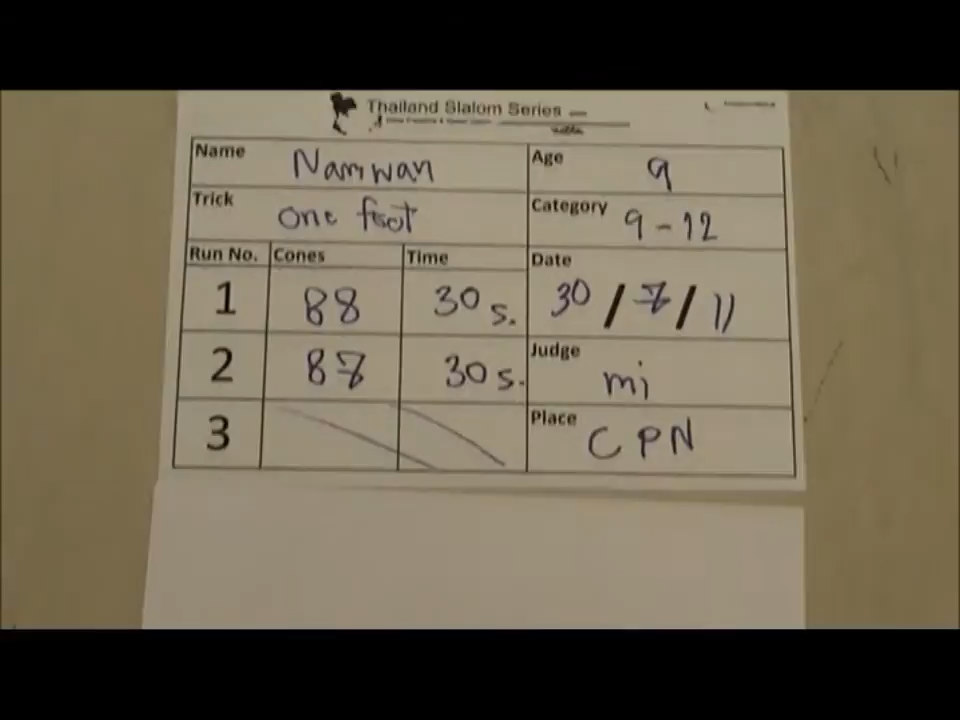 Thailand Slalom Series
Name Namwan Age 9
Trick one foot Category 9-12
Run No. Cones Time Date
1 88 30 s. 30 / 7 / 11
2 87 30 s. Judge mi
3 Place CPN